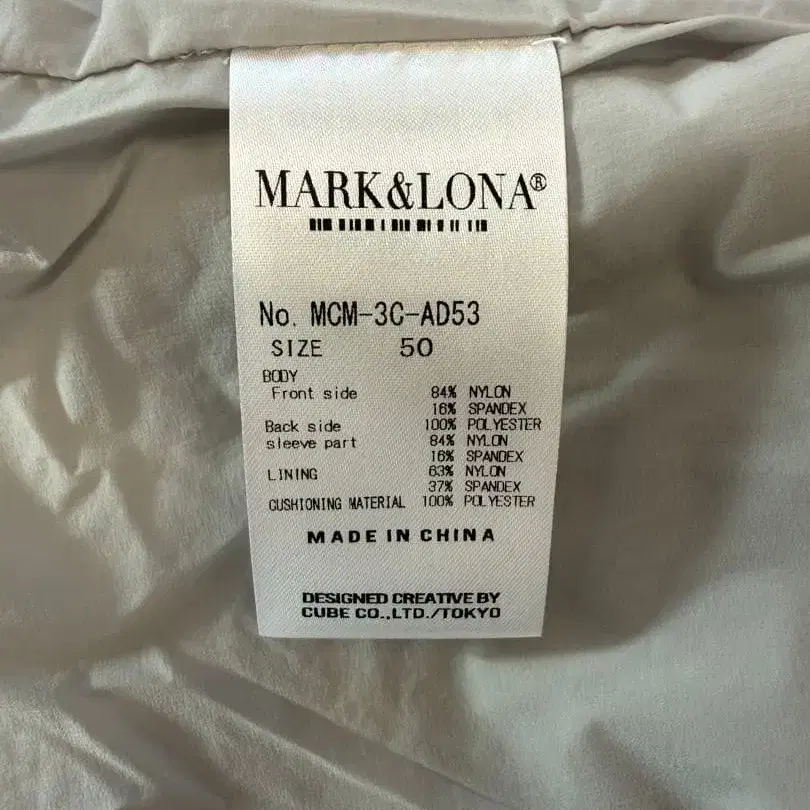 MARK&LONA®
No. MCM-3C-AD53
SIZE 50
BODY
Front side 84% NYLON
16% SPANDEX
Back side 100% POLYESTER
sleeve part 84% NYLON
16% SPANDEX
LINING 63% NYLON
37% SPANDEX
CUSHIONING MATERIAL 100% POLYESTER
MADE IN CHINA
DESIGNED CREATIVE BY
CUBE CO.,LTD./TOKYO